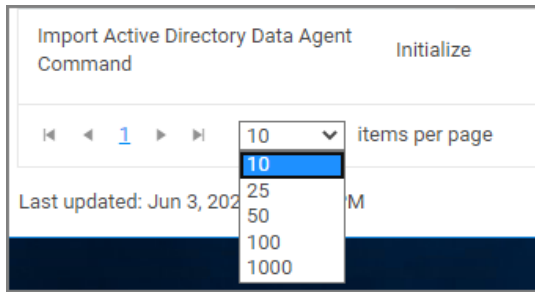 Import Active Directory Data Agent
Command
Initialize
1
10
items per page
10
25
50
100
1000
Last updated: Jun 3, 202